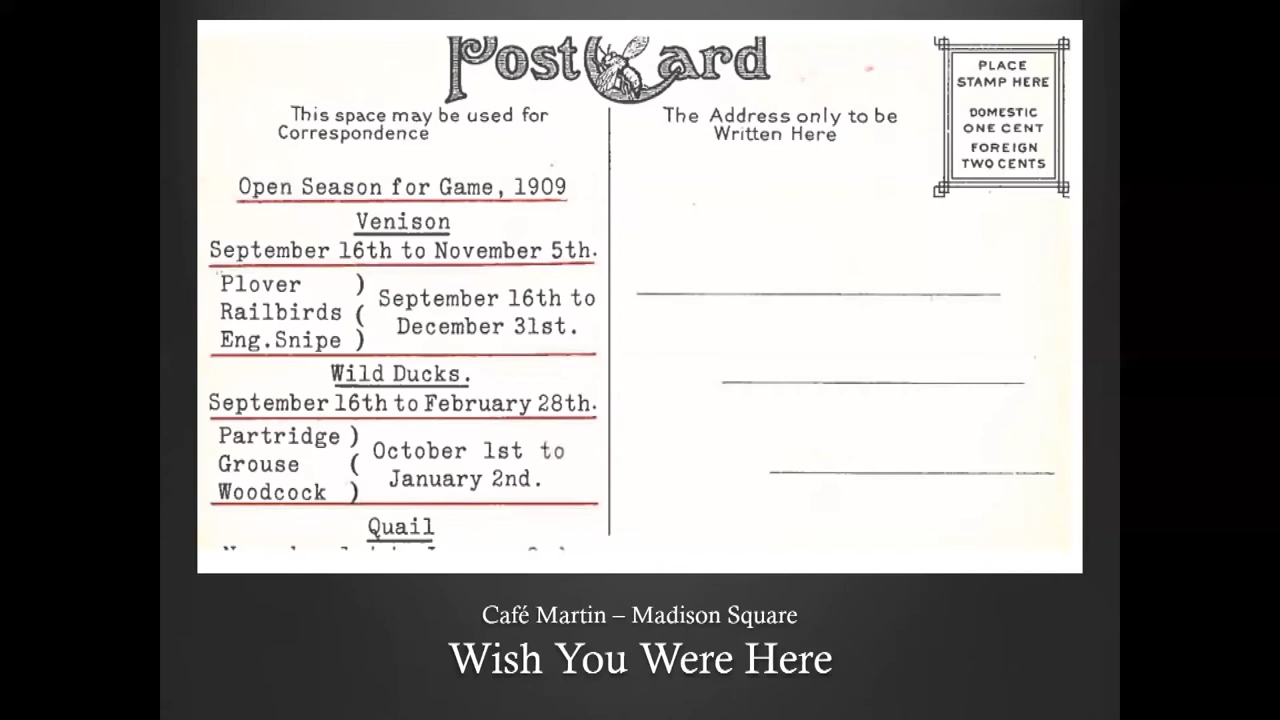 PostCard
This space may be used for
Correspondence
The Address only to be
Written Here
PLACE
STAMP HERE
DOMESTIC
ONE CENT
FOREIGN
TWO CENTS
Open Season for Game, 1909
Venison
September 16th to November 5th.
Plover )
Railbirds (
Eng.Snipe )
September 16th to
December 31st.
Wild Ducks.
September 16th to February 28th.
Partridge )
Grouse (
Woodcock )
October 1st to
January 2nd.
Quail
Café Martin – Madison Square
Wish You Were Here